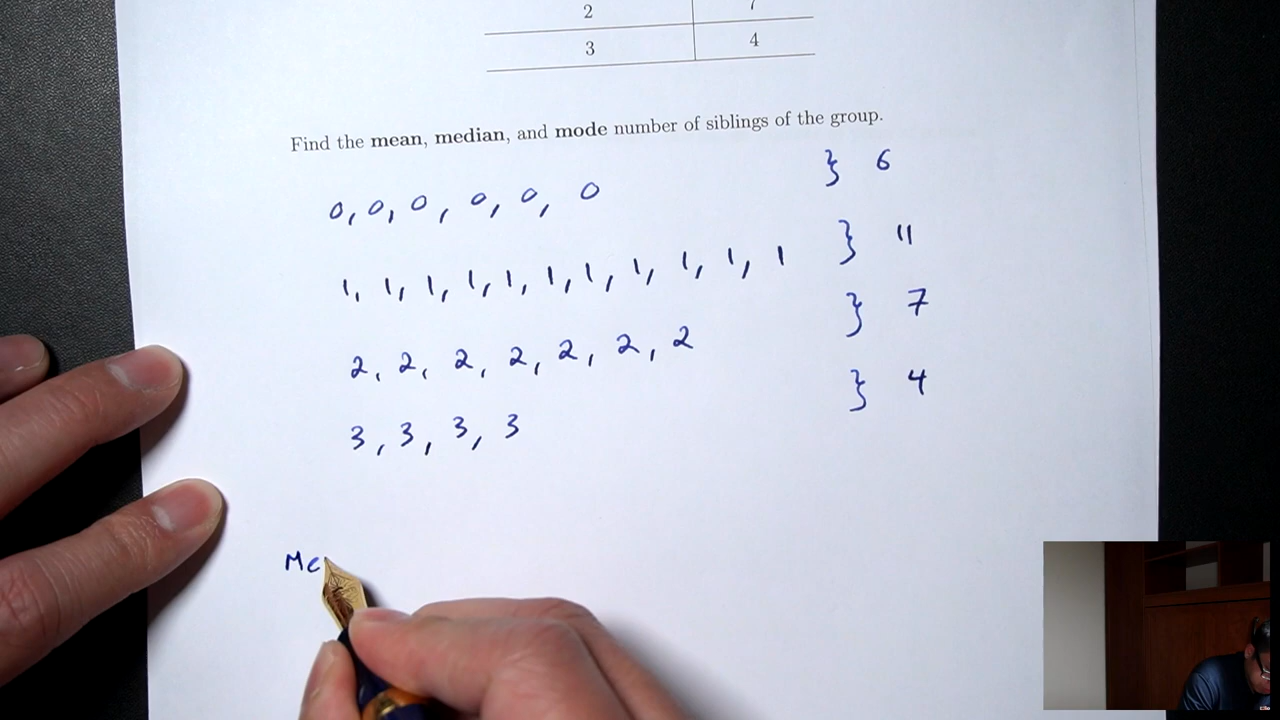 2 7
3 4
Find the mean, median, and mode number of siblings of the group.
0, 0, 0, 0, 0, 0 } 6
1, 1, 1, 1, 1, 1, 1, 1, 1, 1, 1 } 11
2, 2, 2, 2, 2, 2, 2 } 7
3, 3, 3, 3 } 4
Me